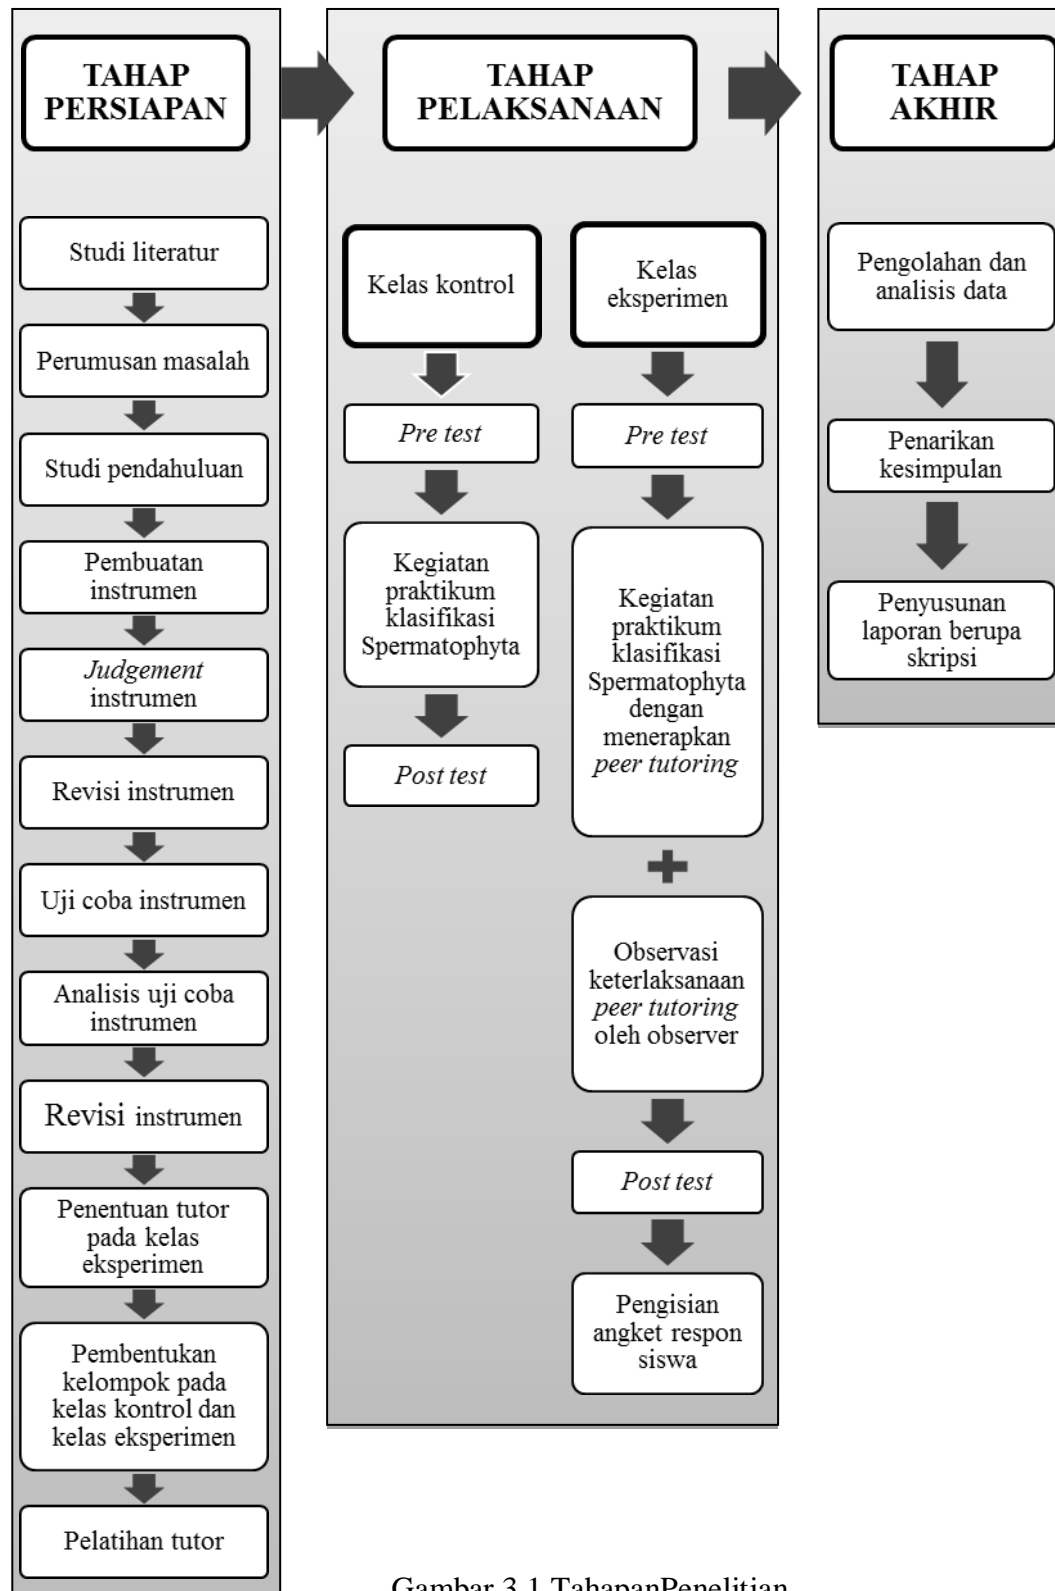 TAHAP
PERSIAPAN
Studi literatur
Perumusan masalah
Studi pendahuluan
Pembuatan
instrumen
Judgement
instrumen
Revisi instrumen
Uji coba instrumen
Analisis uji coba
instrumen
Revisi instrumen
Penentuan tutor
pada kelas
eksperimen
Pembentukan
kelompok pada
kelas kontrol dan
kelas eksperimen
Pelatihan tutor
TAHAP
PELAKSANAAN
Kelas kontrol
Pre test
Kegiatan
praktikum
klasifikasi
Spermatophyta
Post test
Kelas
eksperimen
Pre test
Kegiatan
praktikum
klasifikasi
Spermatophyta
dengan
menerapkan
peer tutoring
Observasi
keterlaksanaan
peer tutoring
oleh observer
Post test
Pengisian
angket respon
siswa
TAHAP
AKHIR
Pengolahan dan
analisis data
Penarikan
kesimpulan
Penyusunan
laporan berupa
skripsi
Gambar 3.1 TahapanPenelitian